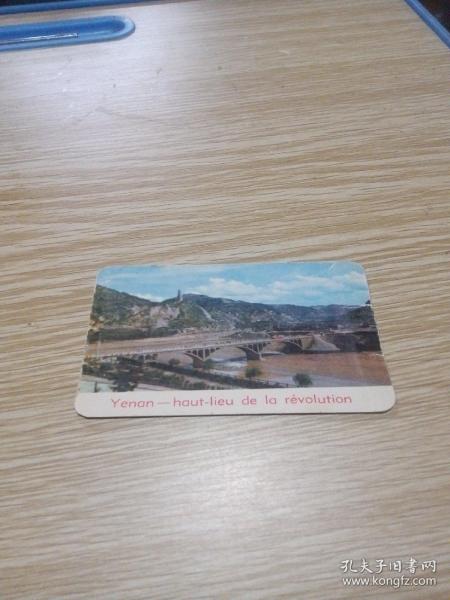 Yenan — haut-lieu de la révolution
孔夫子旧书网
www.kongfz.com